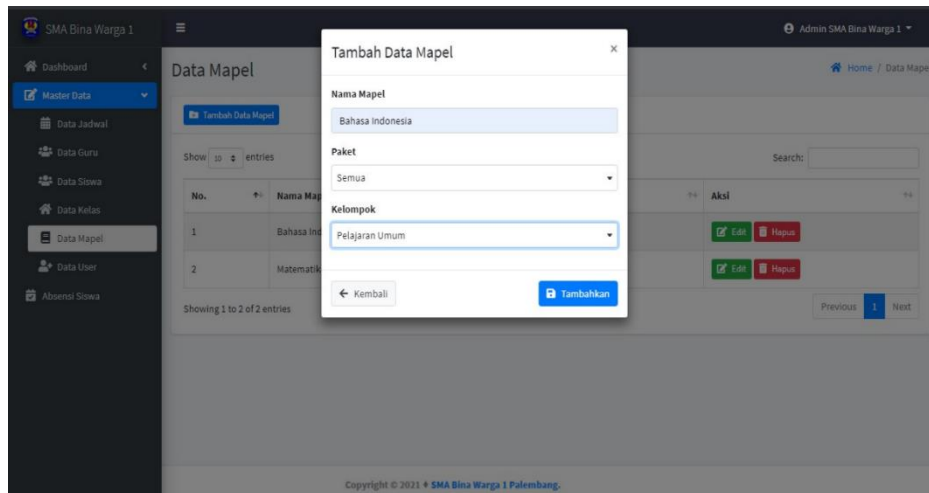 SMA Bina Warga 1
Admin SMA Bina Warga 1
Dashboard
Master Data
Data Jadwal
Data Guru
Data Siswa
Data Kelas
Data Mapel
Data User
Absensi Siswa
Data Mapel
Home / Data Mape
Tambah Data Mapel
Show 10 entries
Search:
No. Nama Map Aksi
1 Bahasa Ind Edit Hapus
2 Matematik Edit Hapus
Showing 1 to 2 of 2 entries
Previous 1 Next
Tambah Data Mapel ×
Nama Mapel
Bahasa Indonesia
Paket
Semua
Kelompok
Pelajaran Umum
Kembali Tambahkan
Copyright © 2021 SMA Bina Warga 1 Palembang.